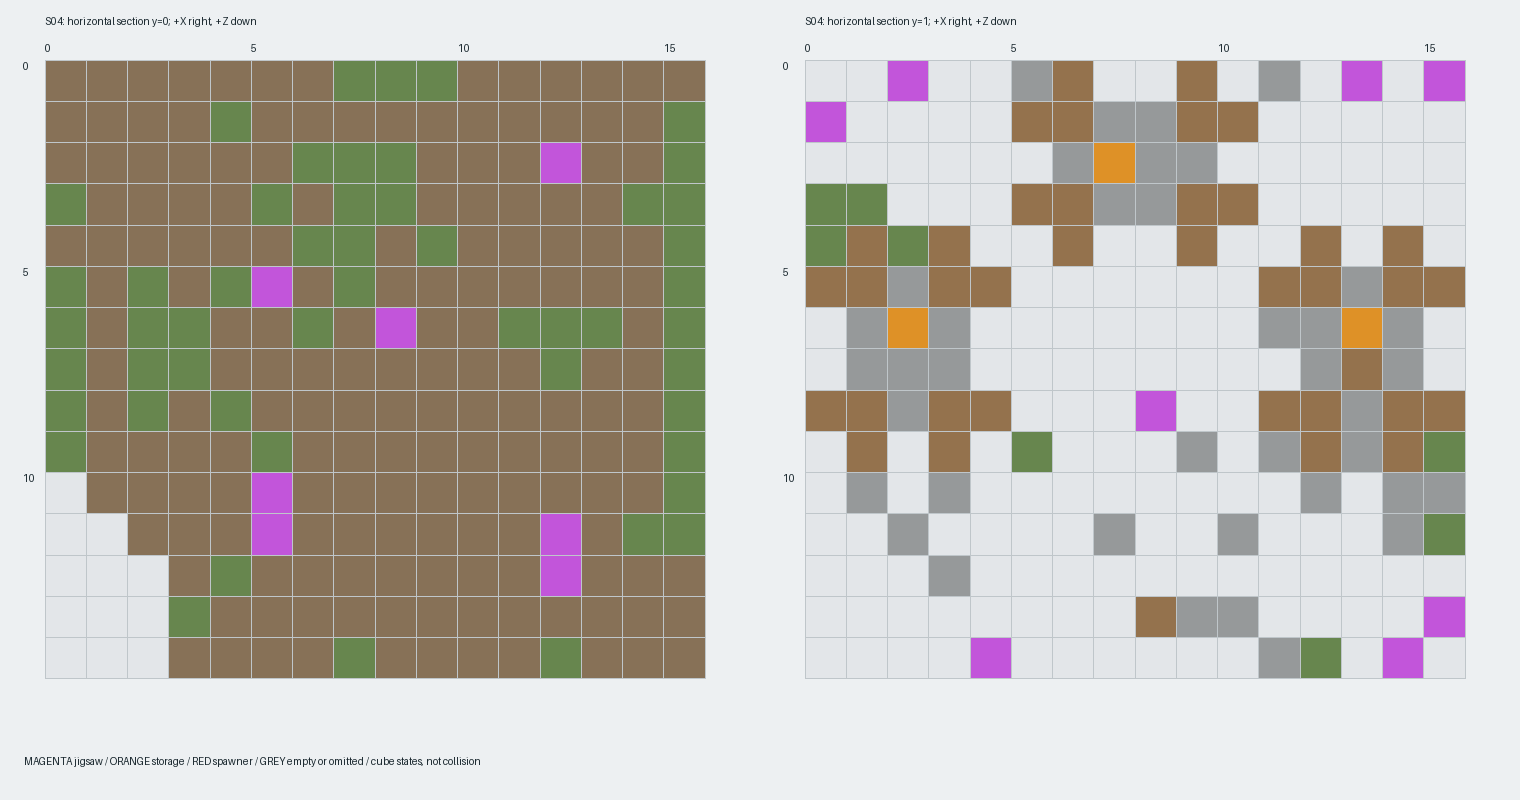 S04: horizontal section y=0; +X right, +Z down
S04: horizontal section y=1; +X right, +Z down
0 5 10 15
0 5 10 15
0
5
10
0
5
10
MAGENTA jigsaw / ORANGE storage / RED spawner / GREY empty or omitted / cube states, not collision